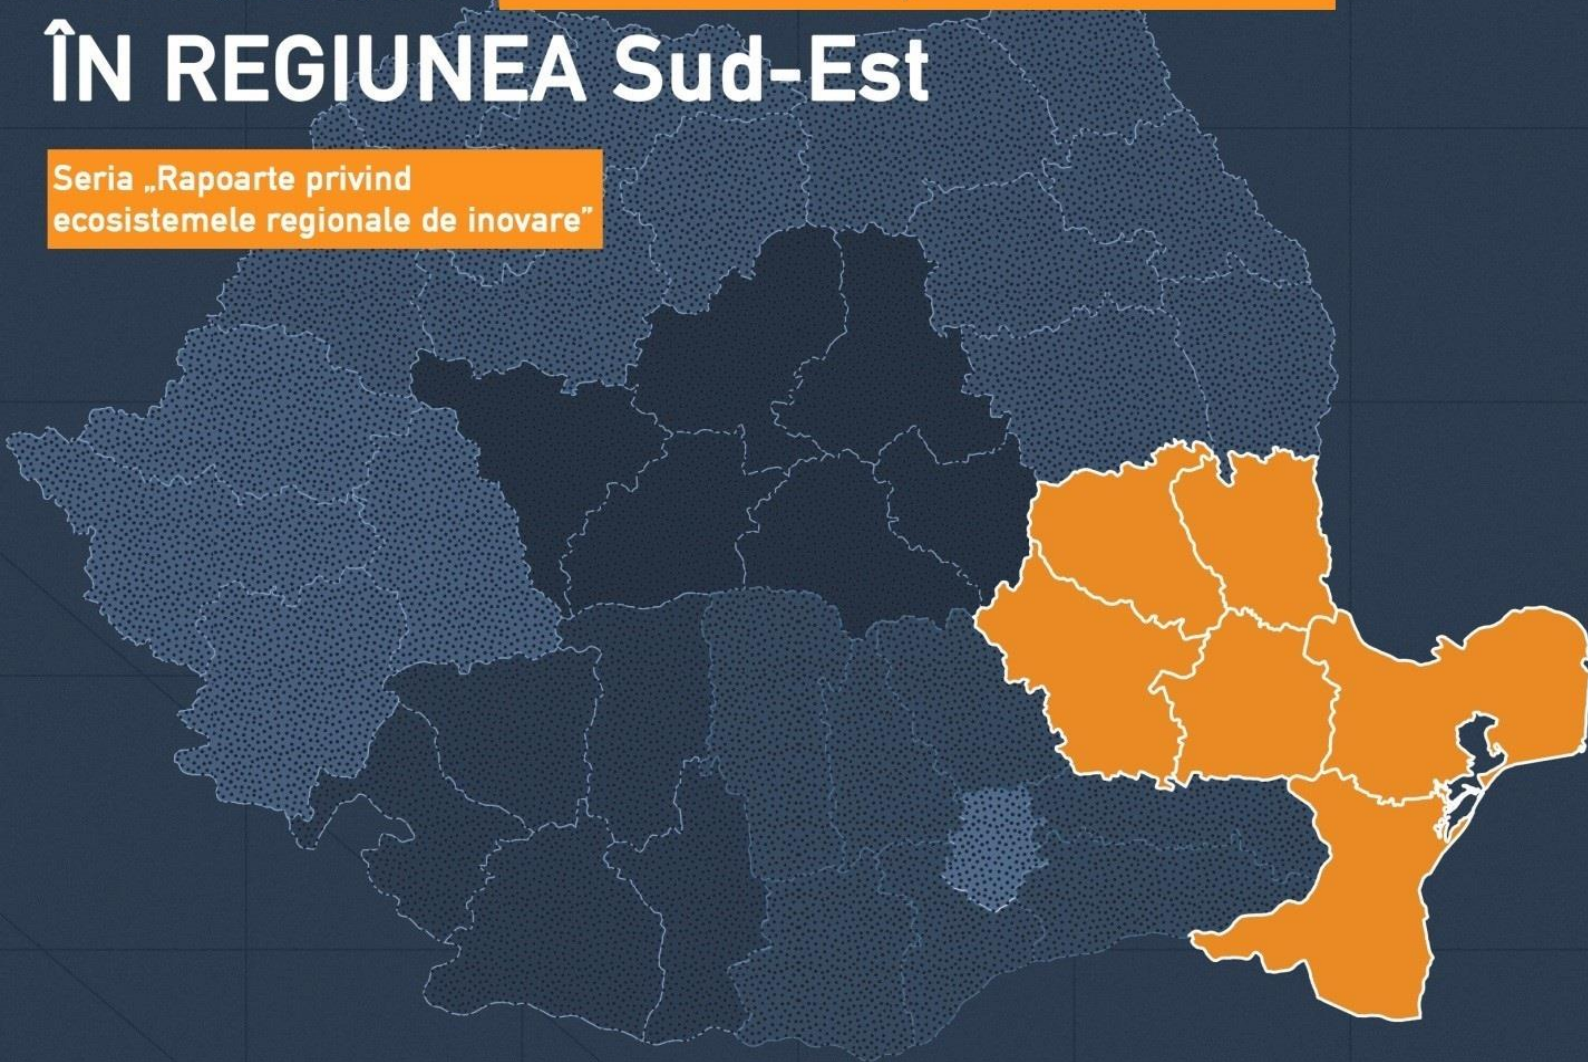 ÎN REGIUNEA Sud-Est
Seria „Rapoarte privind
ecosistemele regionale de inovare”